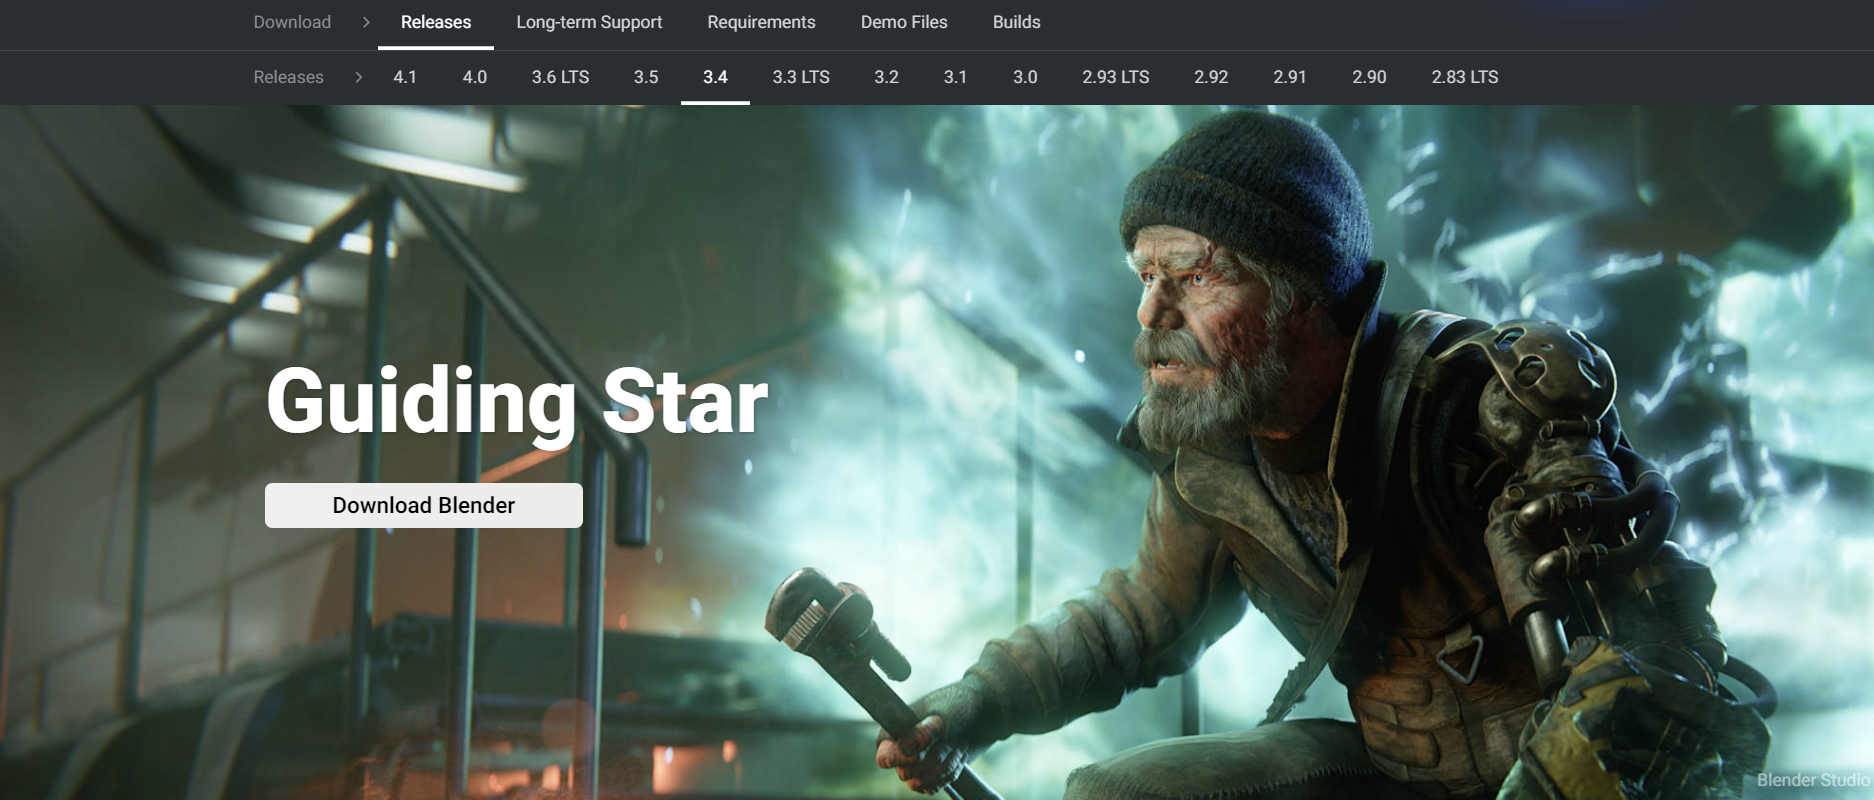 Download > Releases Long-term Support Requirements Demo Files Builds
Releases > 4.1 4.0 3.6 LTS 3.5 3.4 3.3 LTS 3.2 3.1 3.0 2.93 LTS 2.92 2.91 2.90 2.83 LTS
Guiding Star
Download Blender
Blender Studio